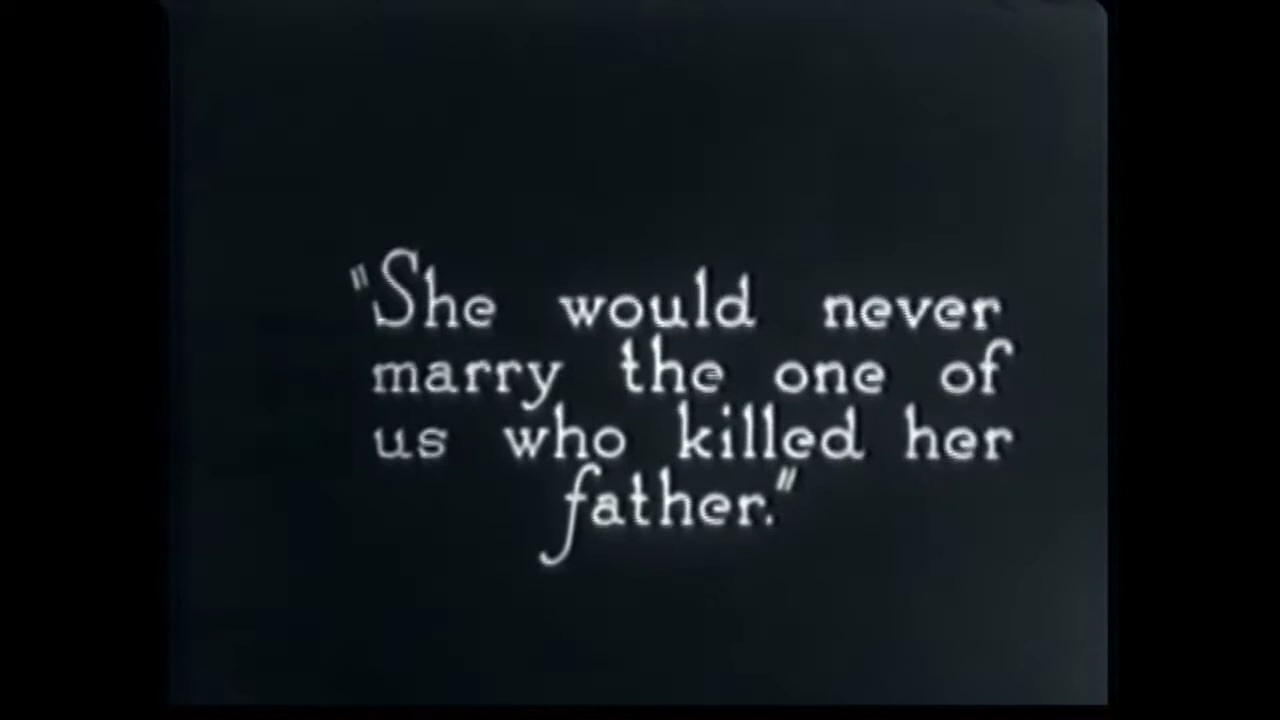 "She would never
marry the one of
us who killed her
father."